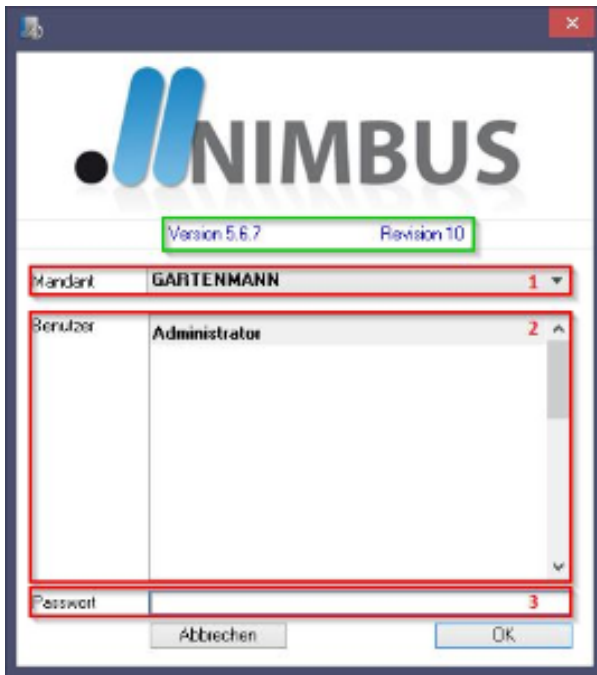 NIMBUS
Version 5.6.7 Revision 10
Mandant GARTENMANN 1
Benutzer Administrator 2
Passwort 3
Abbrechen OK